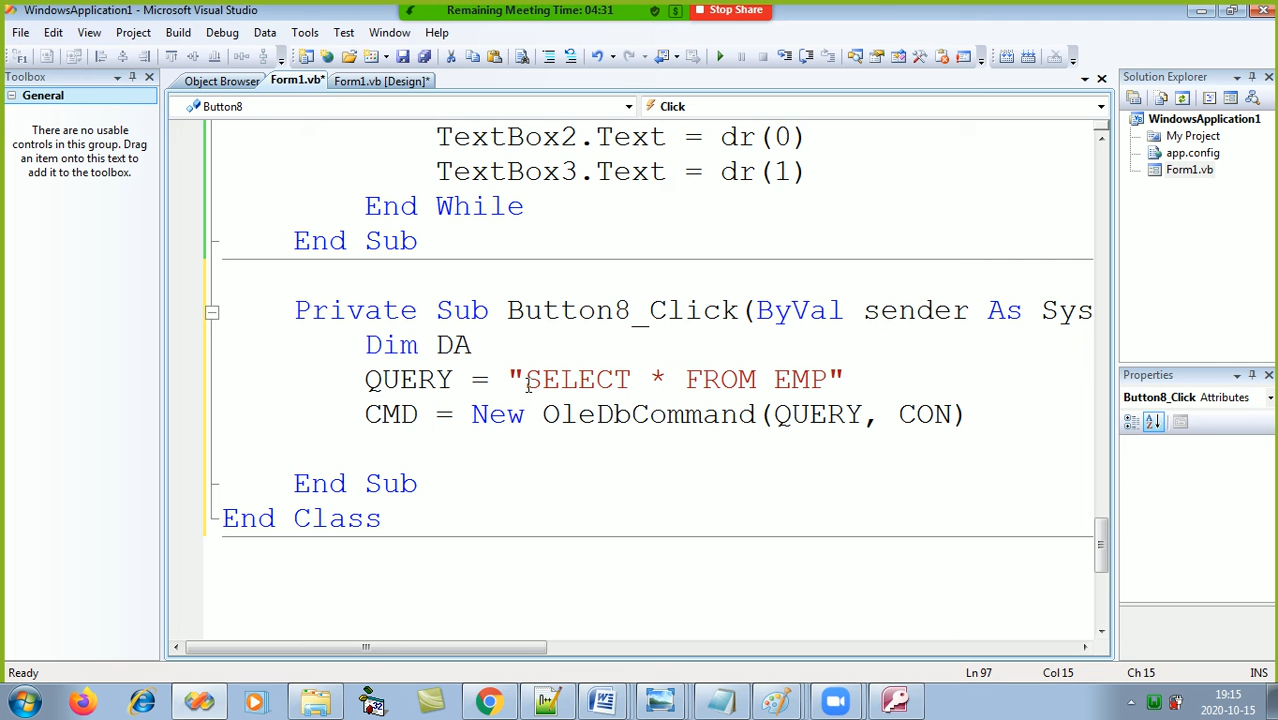 WindowsApplication1 - Microsoft Visual Studio
Remaining Meeting Time: 04:31
Stop Share
File Edit View Project Build Debug Data Tools Test Window Help
Toolbox
General
There are no usable
controls in this group. Drag
an item onto this text to
add it to the toolbox.
Object Browser Form1.vb* Form1.vb [Design]*
Button8 Click
TextBox2.Text = dr(0)
TextBox3.Text = dr(1)
End While
End Sub
Private Sub Button8_Click(ByVal sender As Sys
Dim DA
QUERY = "SELECT * FROM EMP"
CMD = New OleDbCommand(QUERY, CON)
End Sub
End Class
Solution Explorer
WindowsApplication1
My Project
app.config
Form1.vb
Properties
Button8_Click Attributes
Ready Ln 97 Col 15 Ch 15 INS
19:15
2020-10-15